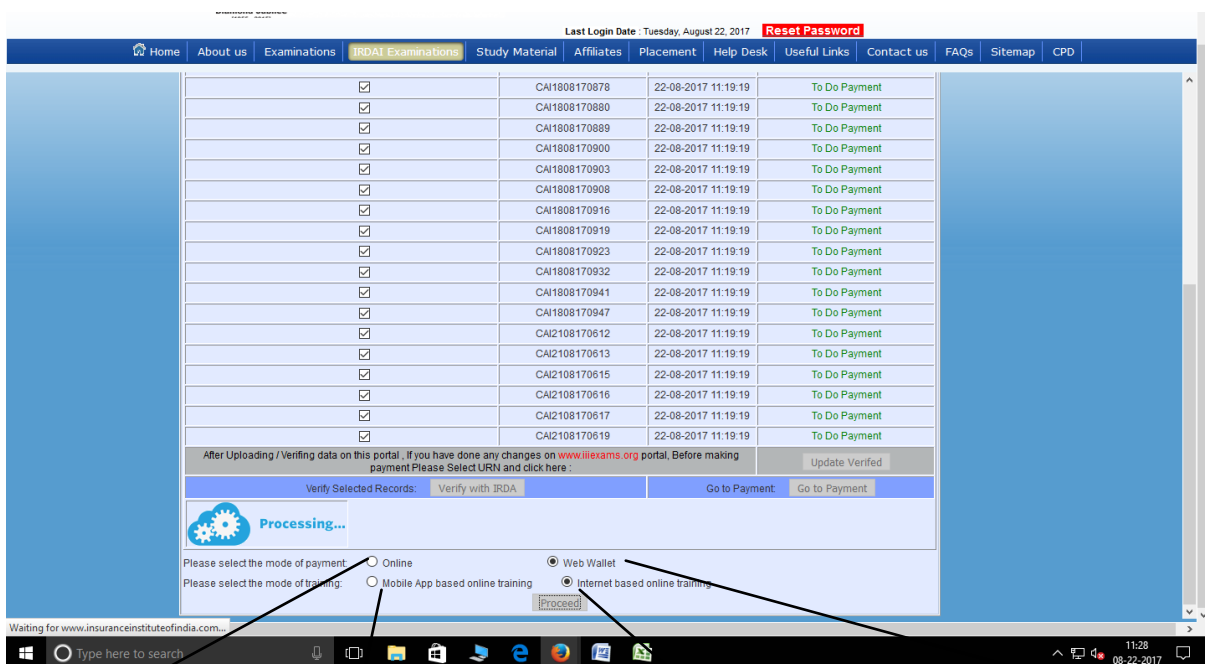 Diamond Jubilee
Last Login Date : Tuesday, August 22, 2017 Reset Password
Home About us Examinations IRDAI Examinations Study Material Affiliates Placement Help Desk Useful Links Contact us FAQs Sitemap CPD
CAI1808170878 22-08-2017 11:19:19 To Do Payment
CAI1808170880 22-08-2017 11:19:19 To Do Payment
CAI1808170889 22-08-2017 11:19:19 To Do Payment
CAI1808170900 22-08-2017 11:19:19 To Do Payment
CAI1808170903 22-08-2017 11:19:19 To Do Payment
CAI1808170908 22-08-2017 11:19:19 To Do Payment
CAI1808170916 22-08-2017 11:19:19 To Do Payment
CAI1808170919 22-08-2017 11:19:19 To Do Payment
CAI1808170923 22-08-2017 11:19:19 To Do Payment
CAI1808170932 22-08-2017 11:19:19 To Do Payment
CAI1808170941 22-08-2017 11:19:19 To Do Payment
CAI1808170947 22-08-2017 11:19:19 To Do Payment
CAI2108170612 22-08-2017 11:19:19 To Do Payment
CAI2108170613 22-08-2017 11:19:19 To Do Payment
CAI2108170615 22-08-2017 11:19:19 To Do Payment
CAI2108170616 22-08-2017 11:19:19 To Do Payment
CAI2108170617 22-08-2017 11:19:19 To Do Payment
CAI2108170619 22-08-2017 11:19:19 To Do Payment
After Uploading / Verifing data on this portal , If you have done any changes on www.iiiexams.org portal, Before making
payment Please Select URN and click here :
Update Verifed
Verify Selected Records: Verify with IRDA Go to Payment: Go to Payment
Processing...
Please select the mode of payment: Online Web Wallet
Please select the mode of training: Mobile App based online training Internet based online training
Proceed
Waiting for www.insuranceinstituteofindia.com...
Type here to search
11:28
08-22-2017